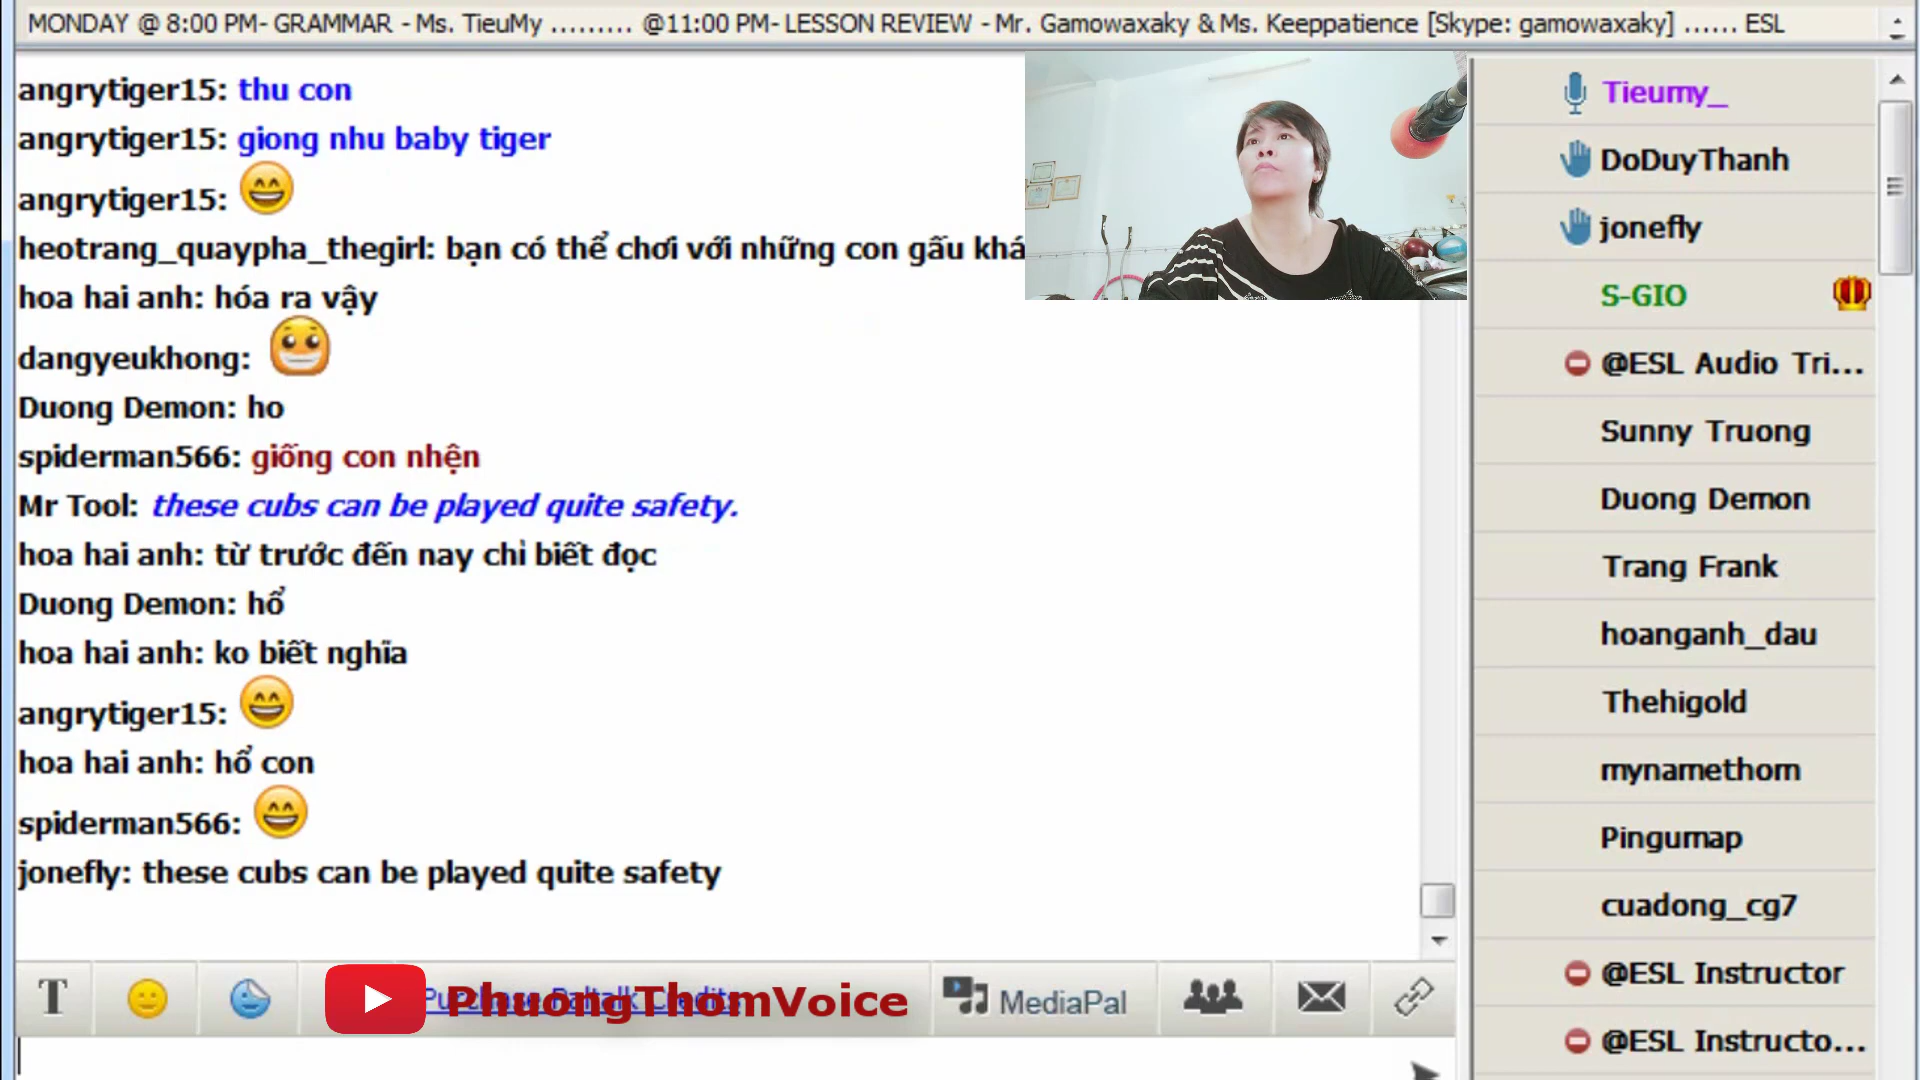 MONDAY @ 8:00 PM- GRAMMAR - Ms. TieuMy ......... @11:00 PM- LESSON REVIEW - Mr. Gamowaxaky & Ms. Keeppatience [Skype: gamowaxaky] ...... ESL
angrytiger15: thu con
angrytiger15: giong nhu baby tiger
angrytiger15:
heotrang_quaypha_thegirl: bạn có thể chơi với những con gấu khá
hoa hai anh: hóa ra vậy
dangyeukhong:
Duong Demon: ho
spiderman566: giống con nhện
Mr Tool: these cubs can be played quite safety.
hoa hai anh: từ trước đến nay chỉ biết đọc
Duong Demon: hổ
hoa hai anh: ko biết nghĩa
angrytiger15:
hoa hai anh: hổ con
spiderman566:
jonefly: these cubs can be played quite safety
Tieumy_
DoDuyThanh
jonefly
S-GIO
@ESL Audio Tri...
Sunny Truong
Duong Demon
Trang Frank
hoanganh_dau
Thehigold
mynamethom
Pingumap
cuadong_cg7
@ESL Instructor
@ESL Instructo...
T
Purchase Paltalk Credits
PhuongThomVoice
MediaPal